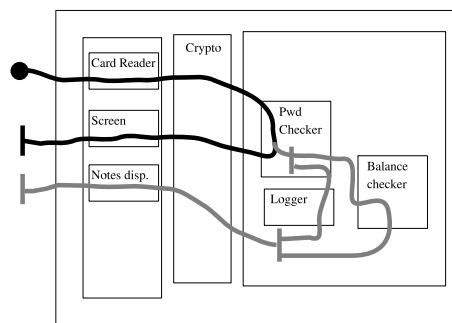 Card Reader
Crypto
Screen
Pwd
Checker
Notes disp.
Balance
checker
Logger